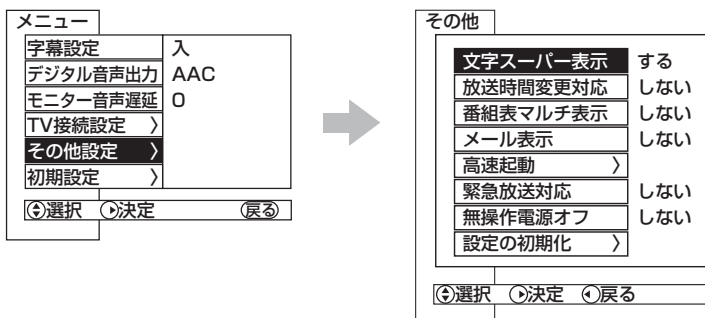 メニュー
字幕設定 入
デジタル音声出力 AAC
モニター音声遅延 0
TV接続設定 〉
その他設定 〉
初期設定 〉
選択 決定 戻る
その他
文字スーパー表示 する
放送時間変更対応 しない
番組表マルチ表示 しない
メール表示 しない
高速起動 〉
緊急放送対応 しない
無操作電源オフ しない
設定の初期化 〉
選択 決定 戻る